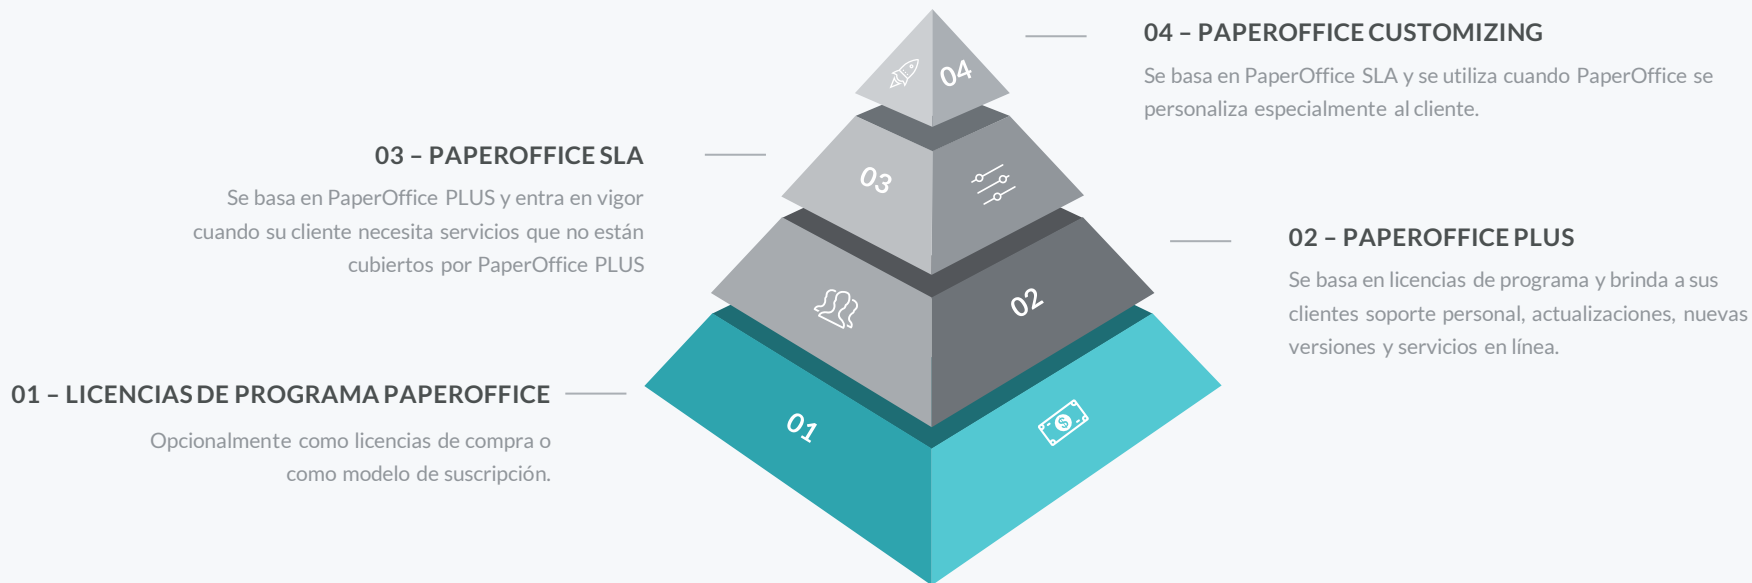 04 – PAPEROFFICE CUSTOMIZING
Se basa en PaperOffice SLA y se utiliza cuando PaperOffice se
personaliza especialmente al cliente.
04
03 – PAPEROFFICE SLA
Se basa en PaperOffice PLUS y entra en vigor
cuando su cliente necesita servicios que no están
cubiertos por PaperOffice PLUS
03
02 – PAPEROFFICE PLUS
Se basa en licencias de programa y brinda a sus
clientes soporte personal, actualizaciones, nuevas
versiones y servicios en línea.
02
01 – LICENCIAS DE PROGRAMA PAPEROFFICE
Opcionalmente como licencias de compra o
como modelo de suscripción.
01
$